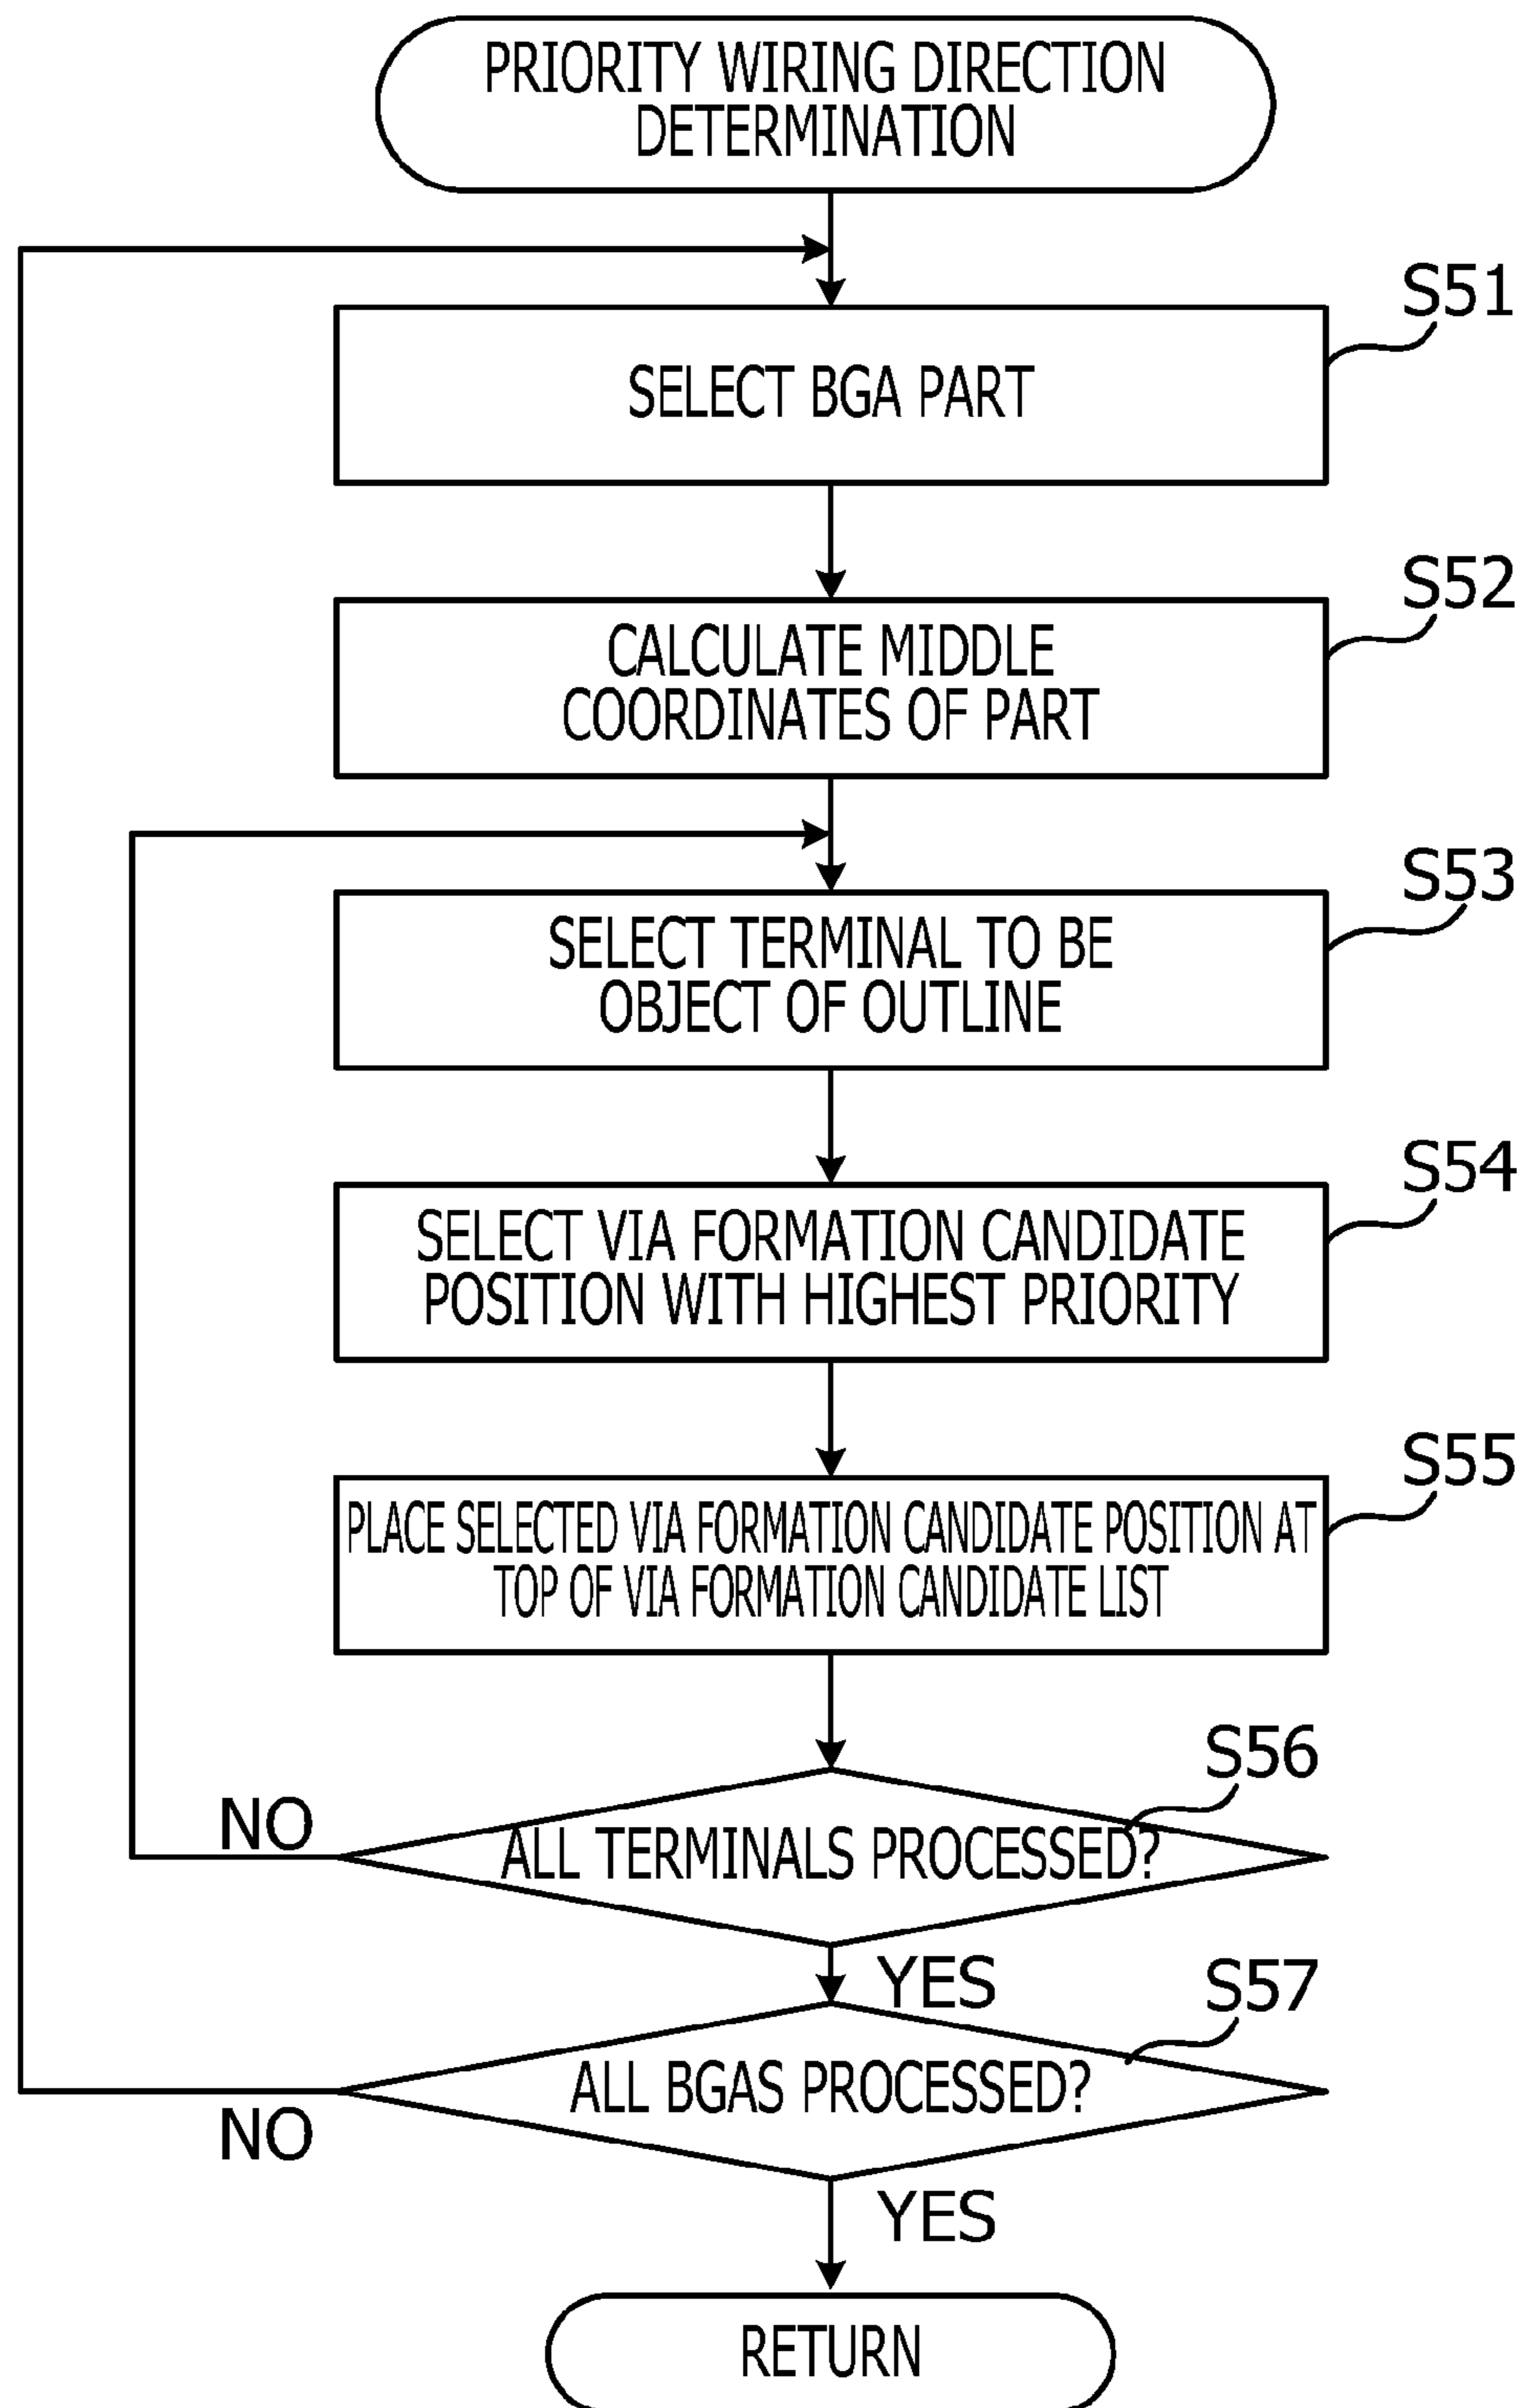 PRIORITY WIRING DIRECTION
DETERMINATION
S51
SELECT BGA PART
S52
CALCULATE MIDDLE
COORDINATES OF PART
S53
SELECT TERMINAL TO BE
OBJECT OF OUTLINE
S54
SELECT VIA FORMATION CANDIDATE
POSITION WITH HIGHEST PRIORITY
S55
PLACE SELECTED VIA FORMATION CANDIDATE POSITION AT
TOP OF VIA FORMATION CANDIDATE LIST
S56
NO
ALL TERMINALS PROCESSED?
YES
S57
ALL BGAS PROCESSED?
NO
YES
RETURN